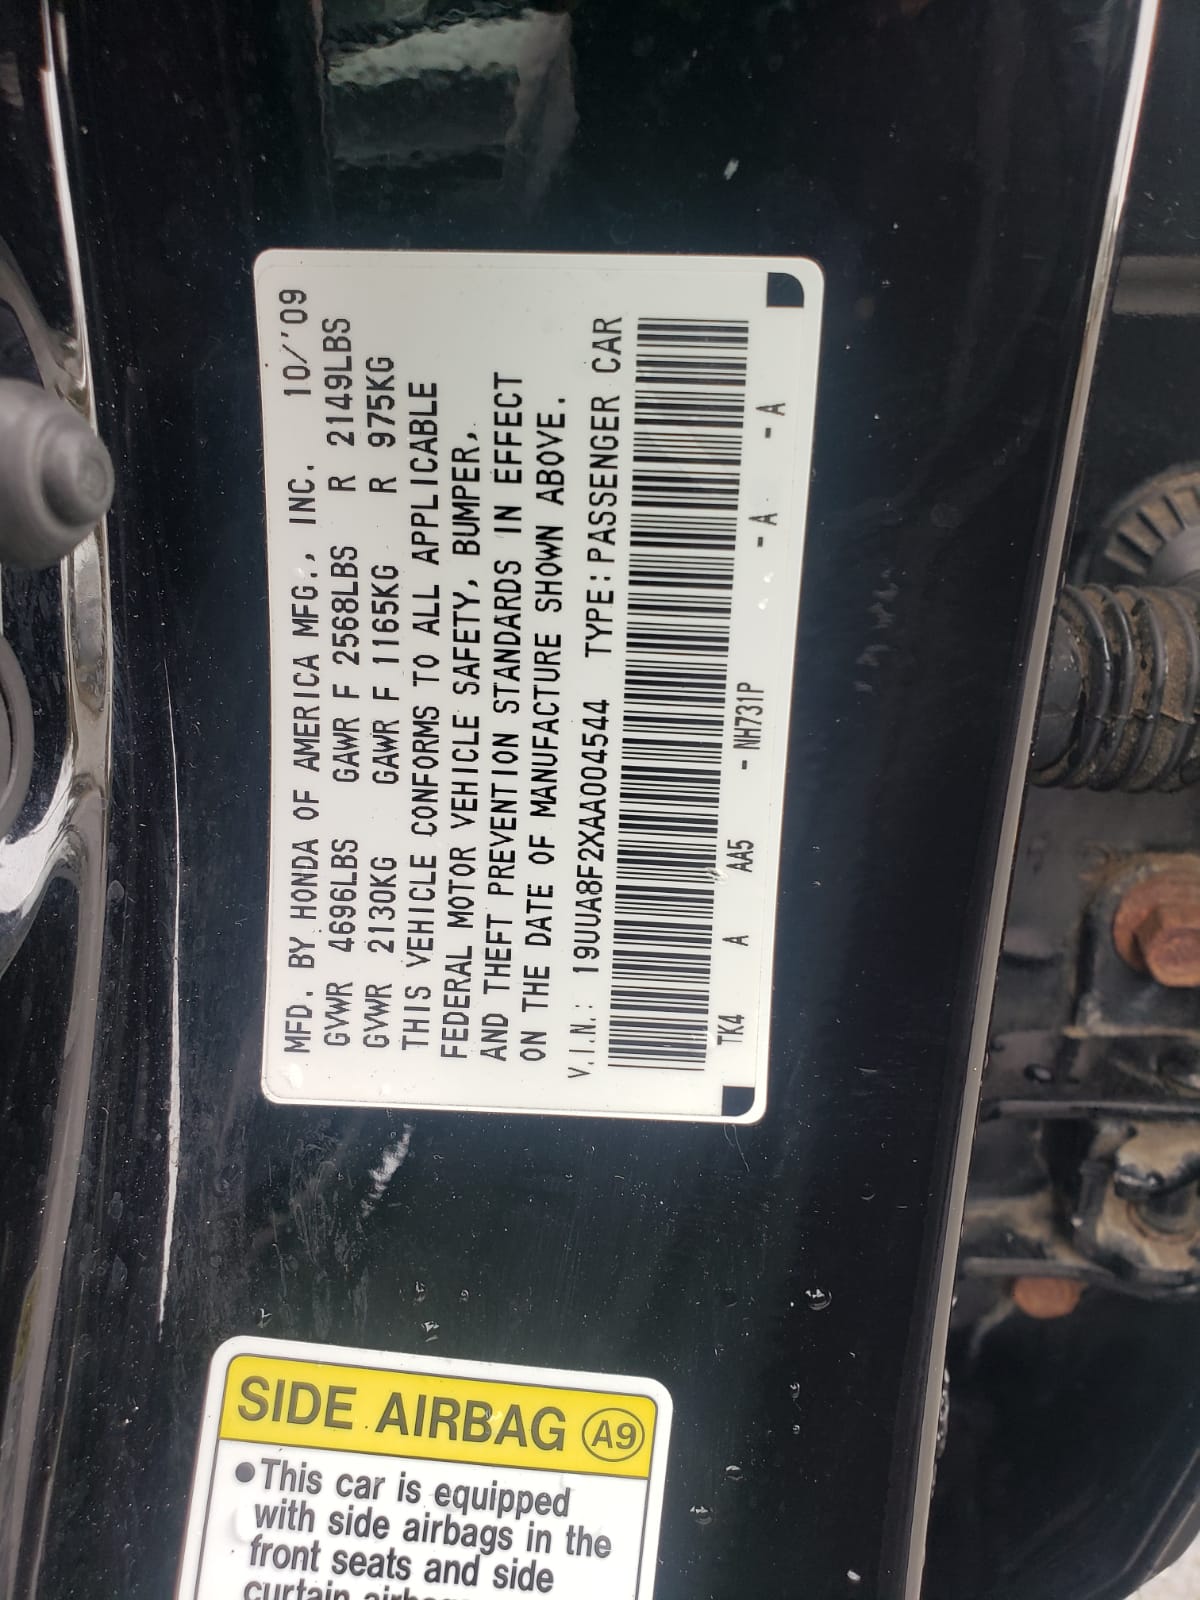 MFD. BY HONDA OF AMERICA MFG., INC. 10/'09
GVWR 4696LBS GAWR F 2568LBS R 2149LBS
GVWR 2130KG GAWR F 1165KG R 975KG
THIS VEHICLE CONFORMS TO ALL APPLICABLE
FEDERAL MOTOR VEHICLE SAFETY, BUMPER,
AND THEFT PREVENTION STANDARDS IN EFFECT
ON THE DATE OF MANUFACTURE SHOWN ABOVE.
V.I.N.: 19UUA8F2XAA004544 TYPE:PASSENGER CAR
TK4 A AA5 - NH731P - A - A
SIDE AIRBAG A9
•This car is equipped
with side airbags in the
front seats and side
curtain